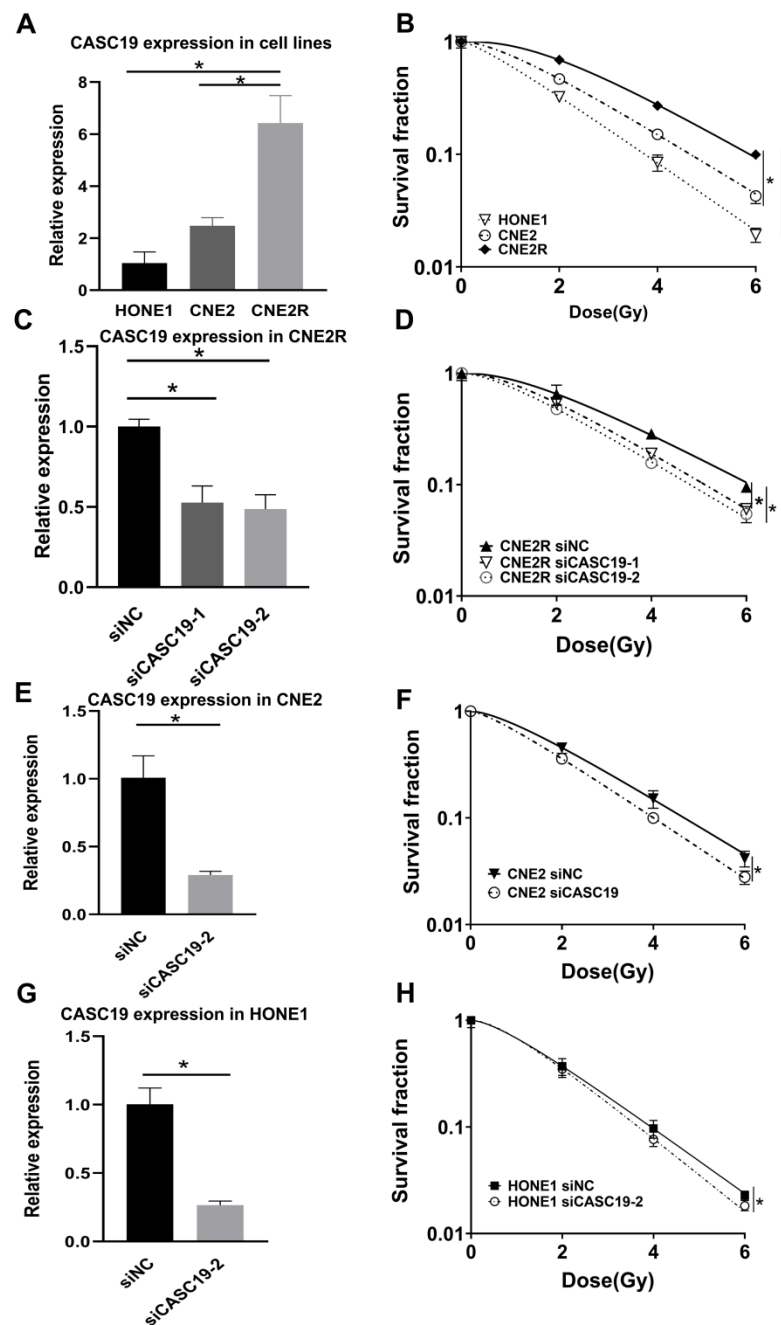 A
CASC19 expression in cell lines
*
*
Relative expression
8
6
4
2
0
HONE1 CNE2 CNE2R
B
Survival fraction
1
0.1
0.01
HONE1
CNE2
CNE2R
*
0 2 4 6
Dose(Gy)
C
CASC19 expression in CNE2R
*
*
Relative expression
1.5
1.0
0.5
0.0
siNC
siCASC19-1
siCASC19-2
D
Survival fraction
1
0.1
0.01
CNE2R siNC
CNE2R siCASC19-1
CNE2R siCASC19-2
* *
0 2 4 6
Dose(Gy)
E
CASC19 expression in CNE2
*
Relative expression
1.5
1.0
0.5
0.0
siNC
siCASC19-2
F
Survival fraction
1
0.1
0.01
CNE2 siNC
CNE2 siCASC19
*
0 2 4 6
Dose(Gy)
G
CASC19 expression in HONE1
*
Relative expression
1.5
1.0
0.5
0.0
siNC
siCASC19-2
H
Survival fraction
1
0.1
0.01
HONE1 siNC
HONE1 siCASC19-2
*
0 2 4 6
Dose(Gy)